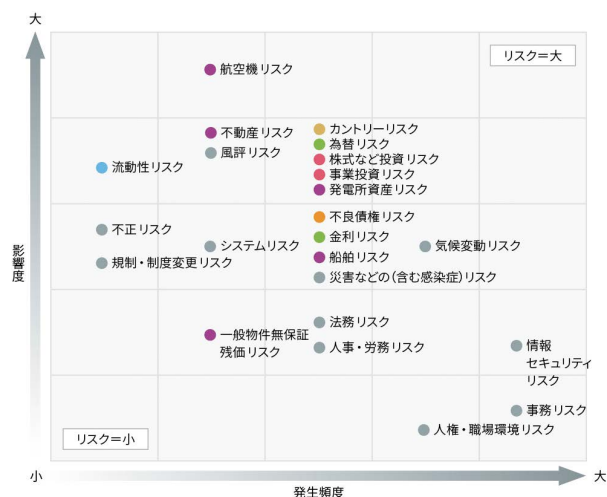 大
リスク＝大
航空機リスク
不動産リスク
風評リスク
流動性リスク
カントリーリスク
為替リスク
株式など投資リスク
事業投資リスク
発電所資産リスク
不正リスク
規制・制度変更リスク
システムリスク
不良債権リスク
金利リスク
船舶リスク
災害などの（含む感染症）リスク
気候変動リスク
影響度
一般物件無保証
残価リスク
法務リスク
人事・労務リスク
情報
セキュリティ
リスク
事務リスク
人権・職場環境リスク
リスク＝小
小
発生頻度
大